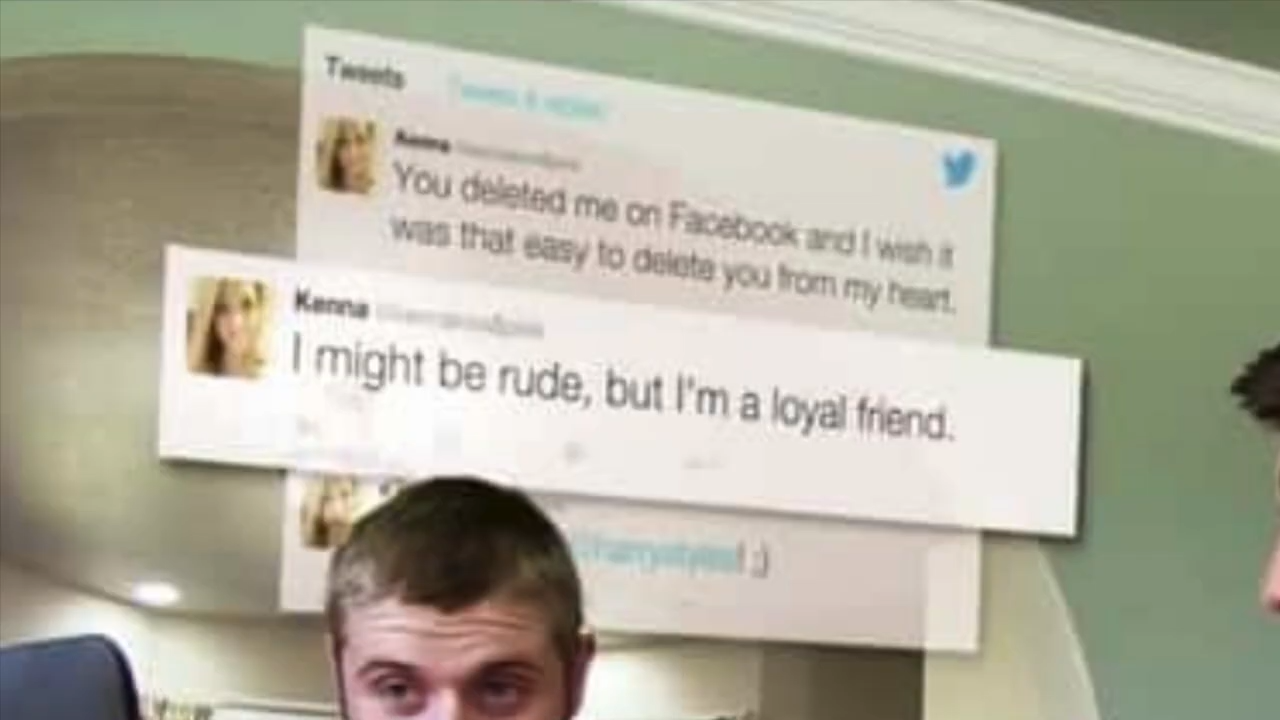 Tweets
You deleted me on Facebook and I wish it
was that easy to delete you from my heart.
Kenna
I might be rude, but I'm a loyal friend.
! ;)